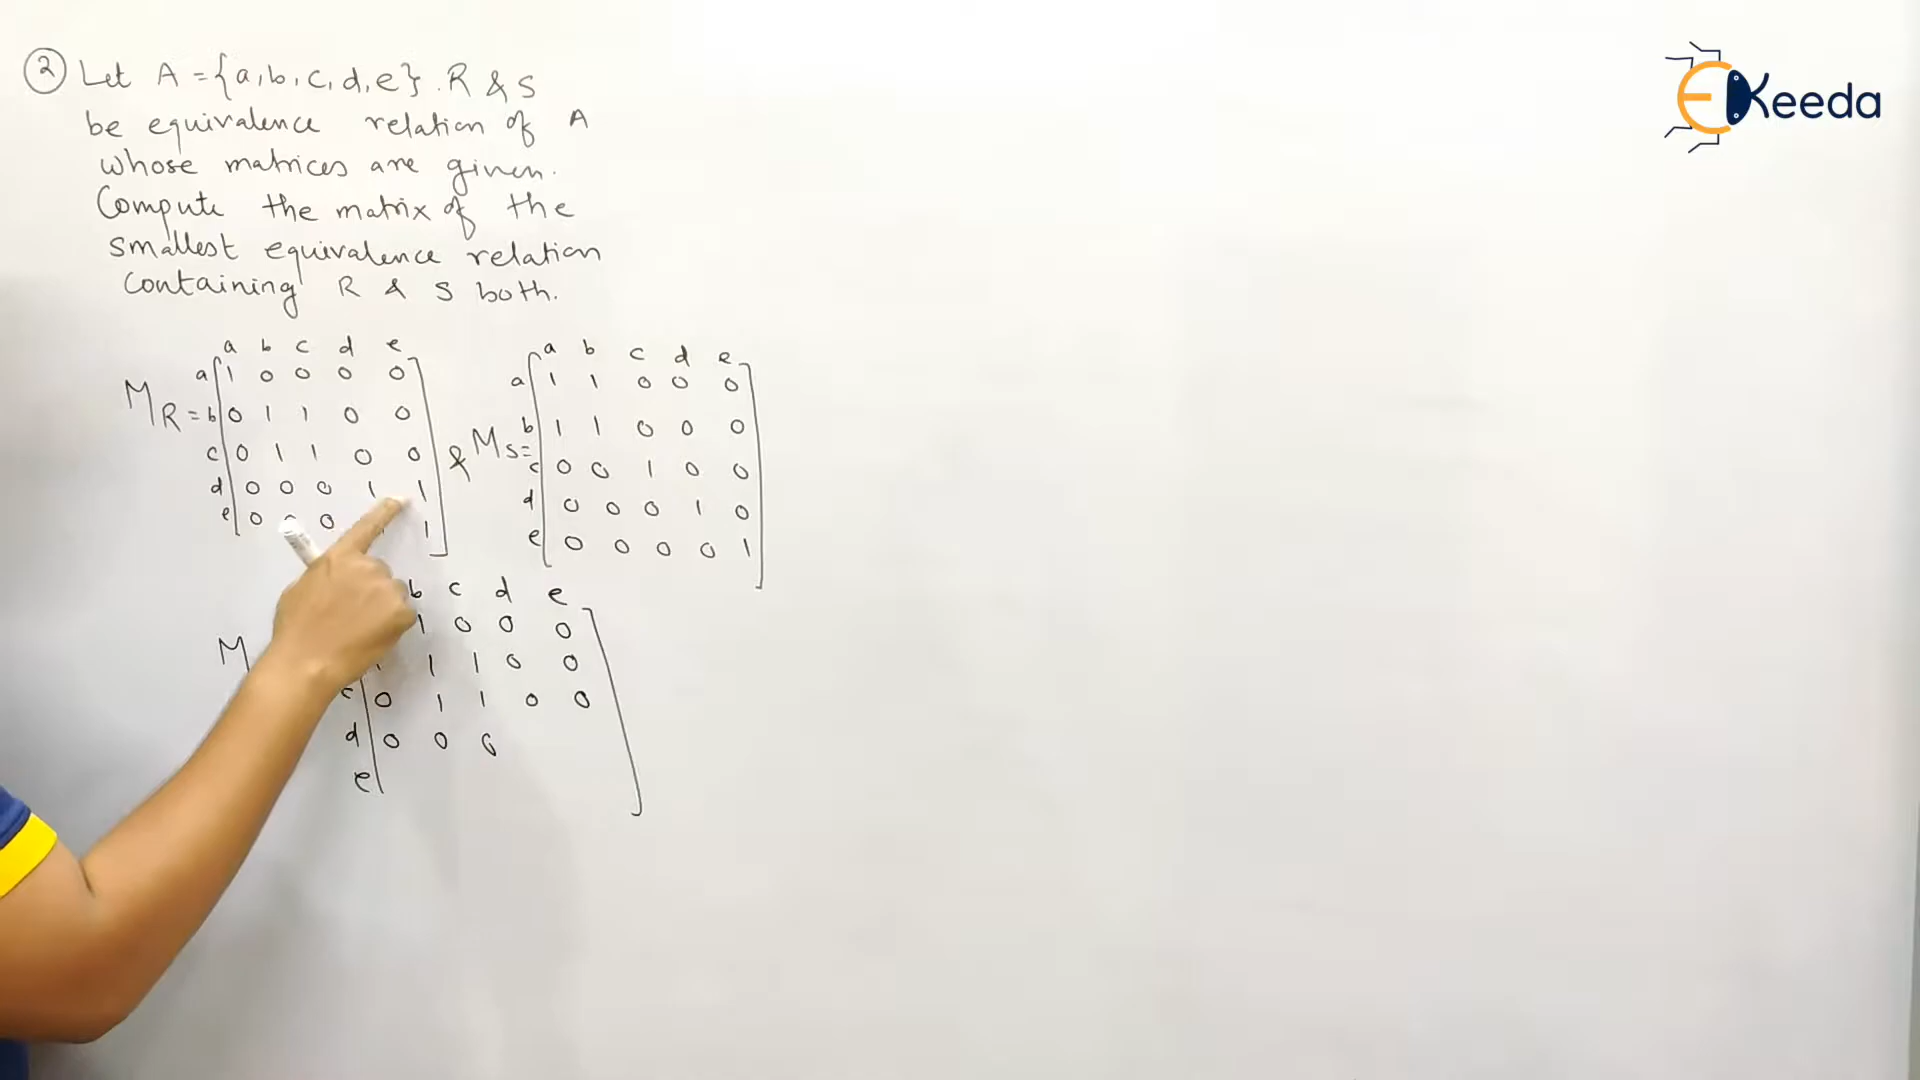 ② Let A = {a, b, c, d, e}. R & S
be equivalence relation of A
whose matrices are given.
Compute the matrix of the
smallest equivalence relation
containing R & S both.
a b c d e
a 1 0 0 0 0
M_R = b 0 1 1 0 0
c 0 1 1 0 0
d 0 0 0 1 1
e 0 0 0 1
& M_S =
a b c d e
a 1 1 0 0 0
b 1 1 0 0 0
c 0 0 1 0 0
d 0 0 0 1 0
e 0 0 0 0 1
b c d e
M
1 0 0 0
1 1 0 0
c 0 1 1 0 0
d 0 0 0
e
EKeeda